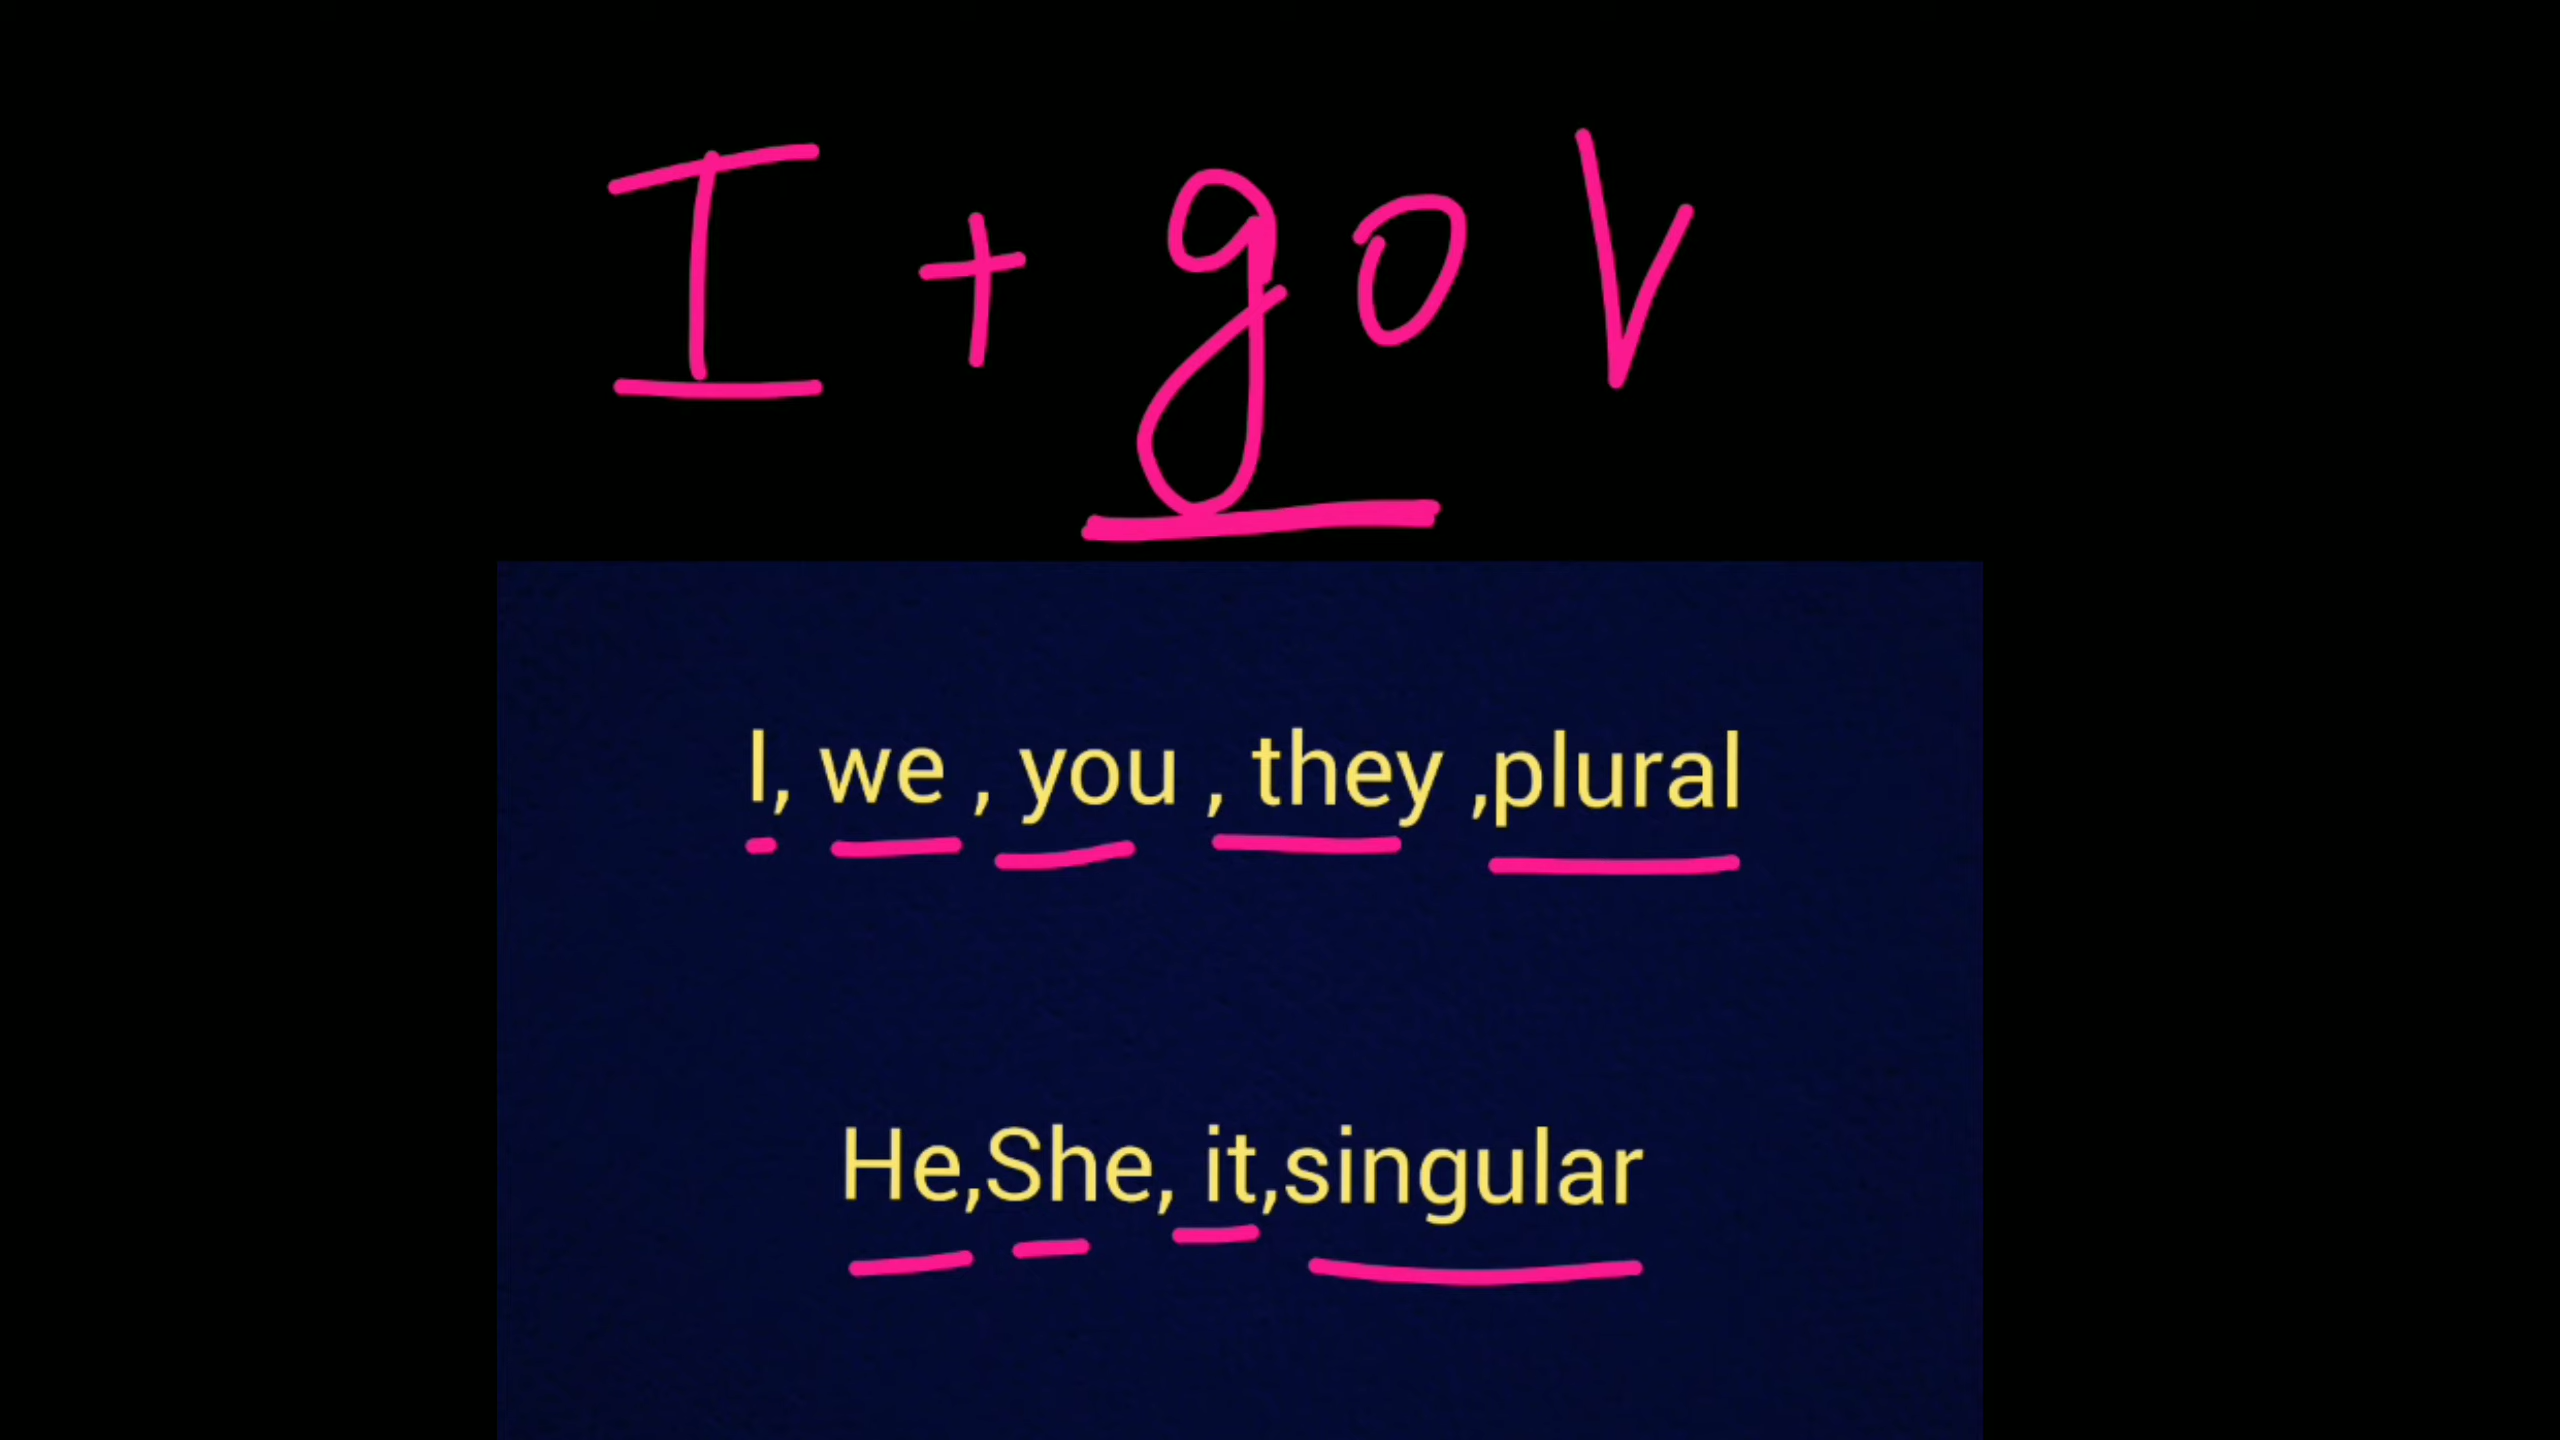 I + go V
I, we , you , they ,plural
He,She, it,singular